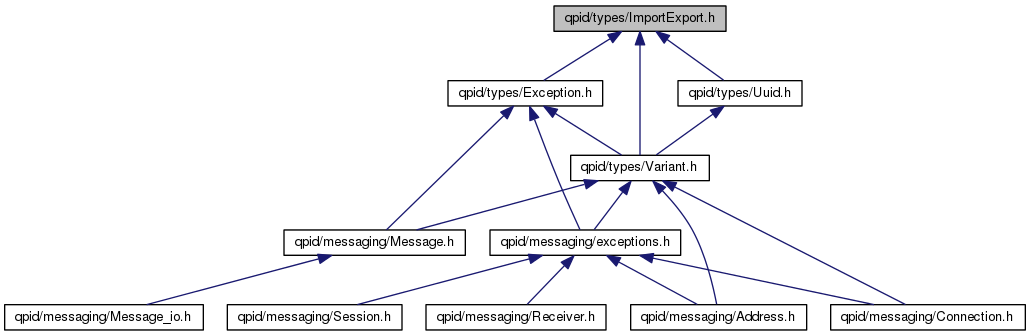 qpid/types/ImportExport.h
qpid/types/Exception.h
qpid/types/Uuid.h
qpid/types/Variant.h
qpid/messaging/Message.h
qpid/messaging/exceptions.h
qpid/messaging/Message_io.h
qpid/messaging/Session.h
qpid/messaging/Receiver.h
qpid/messaging/Address.h
qpid/messaging/Connection.h